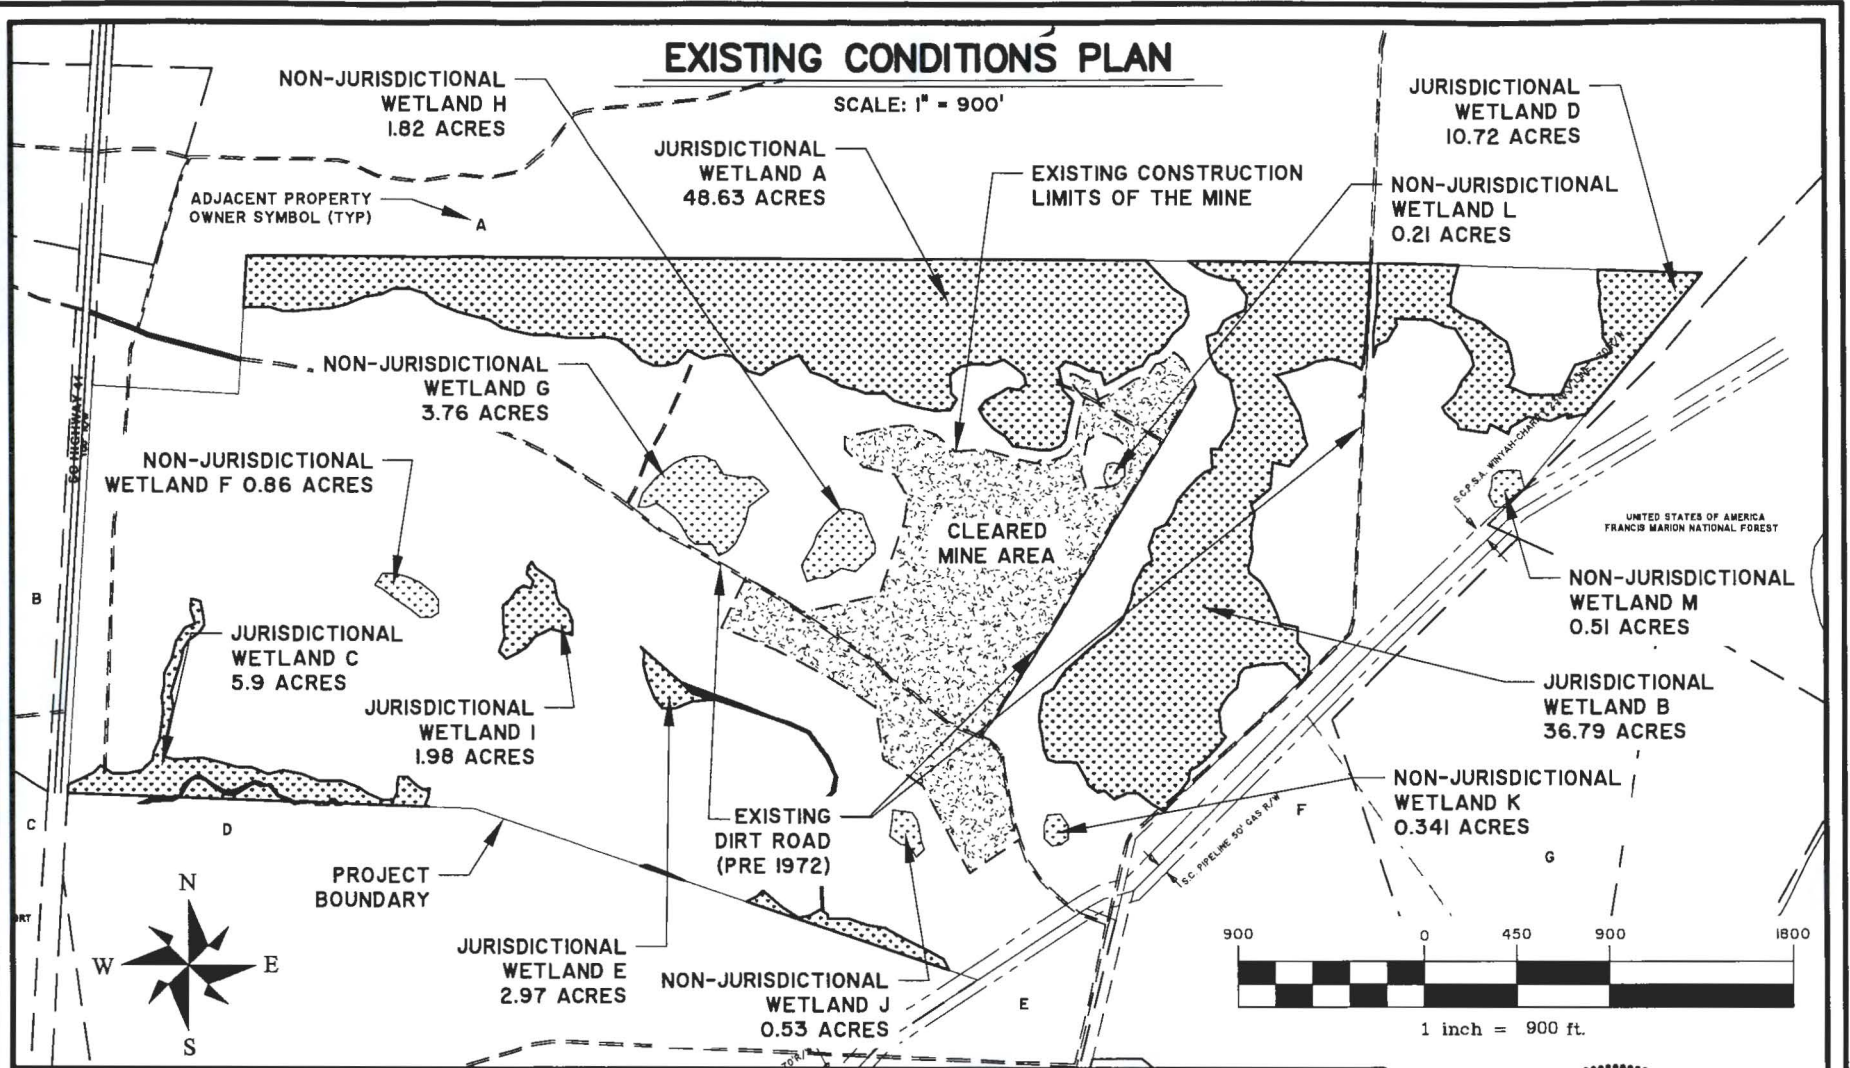 EXISTING CONDITIONS PLAN
SCALE: 1" = 900'
NON-JURISDICTIONAL
WETLAND H
1.82 ACRES
JURISDICTIONAL
WETLAND A
48.63 ACRES
EXISTING CONSTRUCTION
LIMITS OF THE MINE
JURISDICTIONAL
WETLAND D
10.72 ACRES
NON-JURISDICTIONAL
WETLAND L
0.21 ACRES
ADJACENT PROPERTY
OWNER SYMBOL (TYP)
A
NON-JURISDICTIONAL
WETLAND G
3.76 ACRES
SC HIGHWAY 41
NON-JURISDICTIONAL
WETLAND F 0.86 ACRES
CLEARED
MINE AREA
UNITED STATES OF AMERICA
FRANCIS MARION NATIONAL FOREST
NON-JURISDICTIONAL
WETLAND M
0.51 ACRES
B
JURISDICTIONAL
WETLAND C
5.9 ACRES
JURISDICTIONAL
WETLAND I
1.98 ACRES
JURISDICTIONAL
WETLAND B
36.79 ACRES
NON-JURISDICTIONAL
WETLAND K
0.341 ACRES
EXISTING
DIRT ROAD
(PRE 1972)
S.C. PIPELINE 50' GAS R/W
F
G
C
D
PROJECT
BOUNDARY
N
W
E
S
JURISDICTIONAL
WETLAND E
2.97 ACRES
NON-JURISDICTIONAL
WETLAND J
0.53 ACRES
E
900 0 450 900 1800
1 inch = 900 ft.